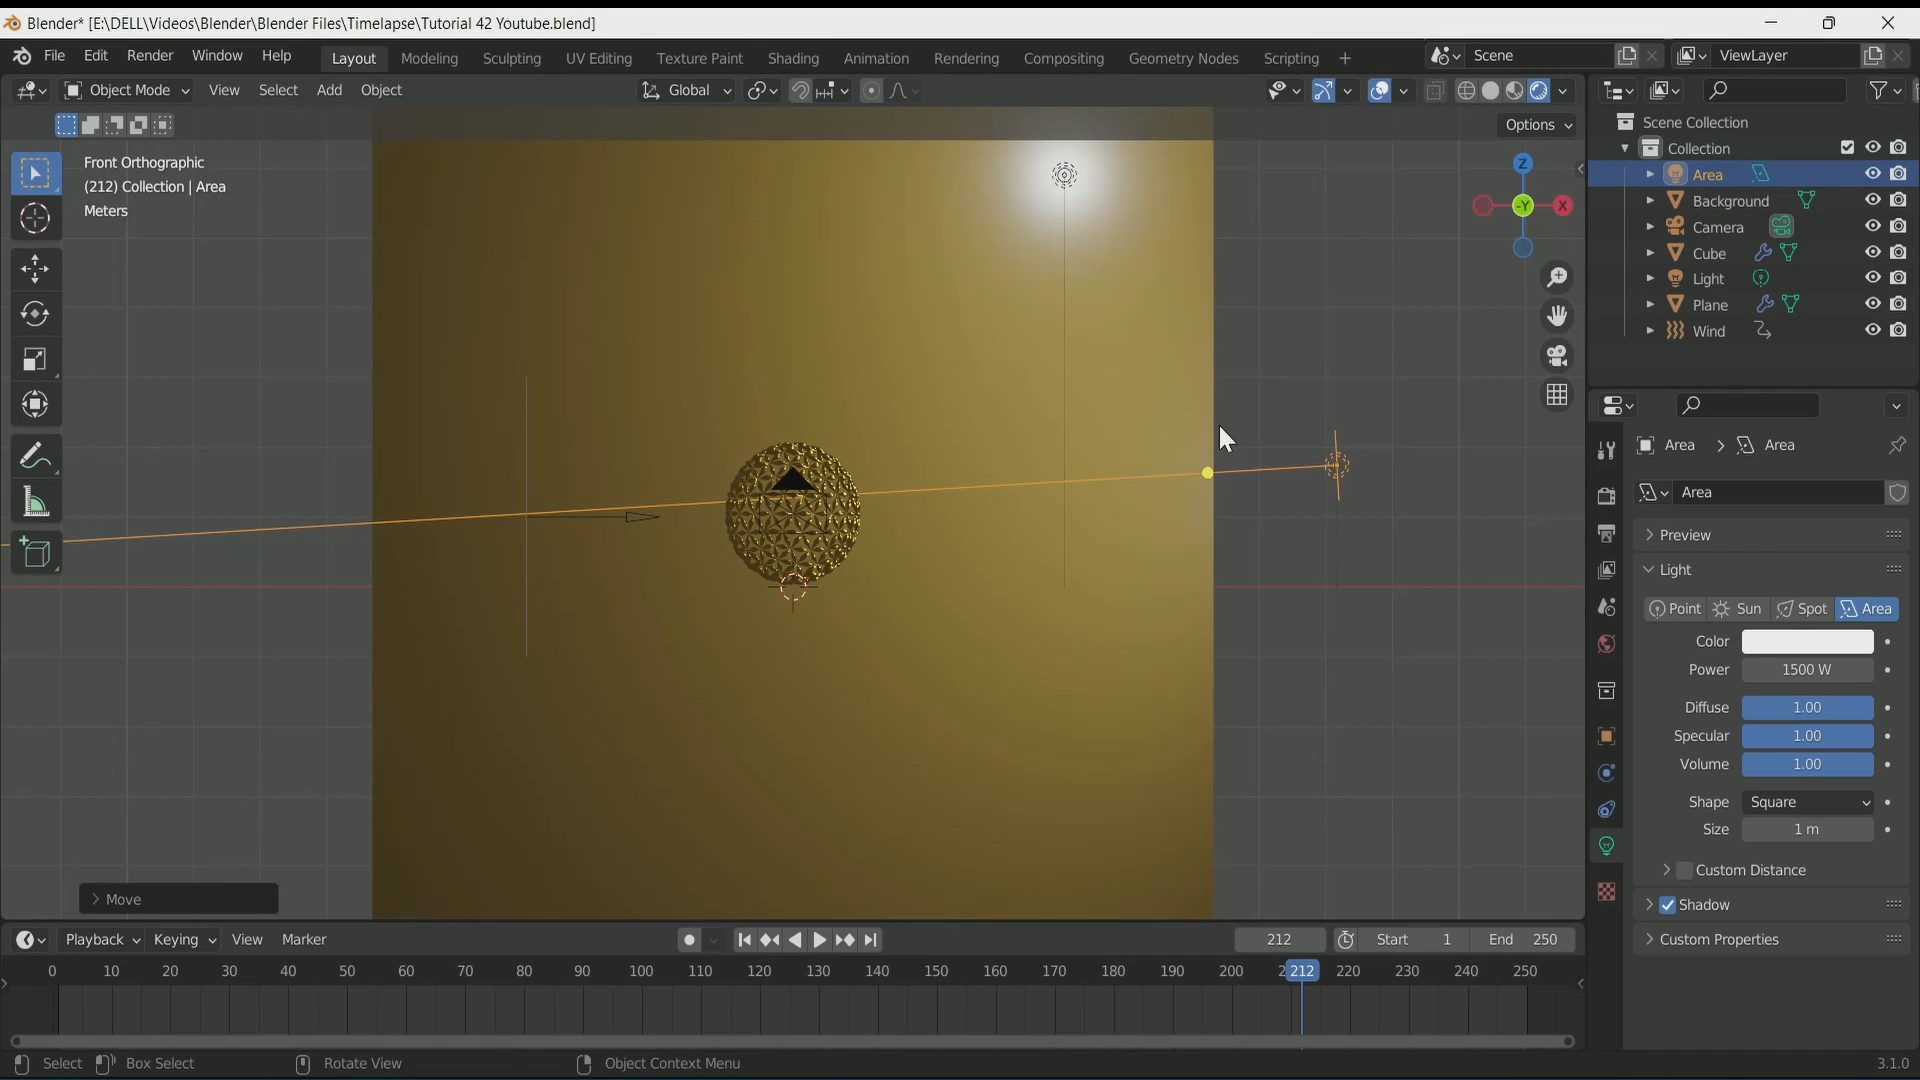 Blender* [E:\DELL\Videos\Blender\Blender Files\Timelapse\Tutorial 42 Youtube.blend]
File Edit Render Window Help Layout Modeling Sculpting UV Editing Texture Paint Shading Animation Rendering Compositing Geometry Nodes Scripting + Scene ViewLayer
Object Mode View Select Add Object Global
Options
Front Orthographic
(212) Collection | Area
Meters
Z
-Y
X
Scene Collection
Collection
Area
Background
Camera
Cube
Light
Plane
Wind
Area > Area
Area
Preview
Light
Point Sun Spot Area
Color
Power 1500 W
Diffuse 1.00
Specular 1.00
Volume 1.00
Shape Square
Size 1 m
Custom Distance
Shadow
Custom Properties
> Move
Playback Keying View Marker 212 Start 1 End 250
0 10 20 30 40 50 60 70 80 90 100 110 120 130 140 150 160 170 180 190 200 2 212 220 230 240 250
Select Box Select Rotate View Object Context Menu 3.1.0